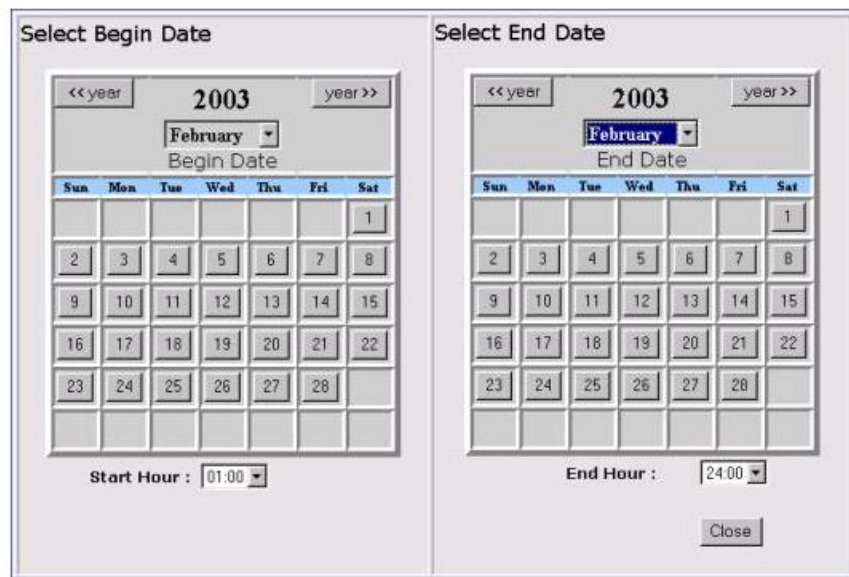 Select Begin Date
<< year 2003 year >>
February
Begin Date
Sun Mon Tue Wed Thu Fri Sat
1
2 3 4 5 6 7 8
9 10 11 12 13 14 15
16 17 18 19 20 21 22
23 24 25 26 27 28
Start Hour : 01:00
Select End Date
<< year 2003 year >>
February
End Date
Sun Mon Tue Wed Thu Fri Sat
1
2 3 4 5 6 7 8
9 10 11 12 13 14 15
16 17 18 19 20 21 22
23 24 25 26 27 28
End Hour : 24:00
Close